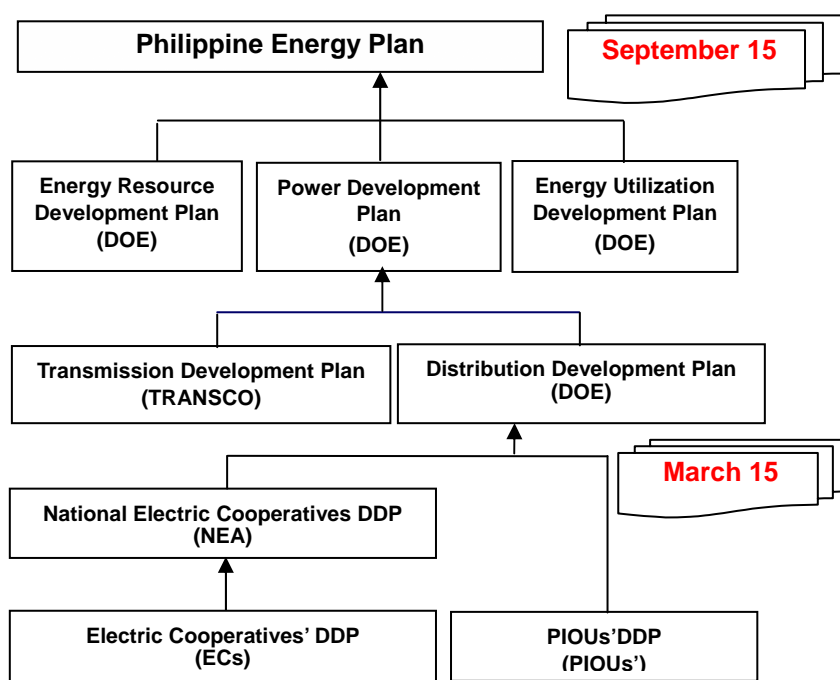 Philippine Energy Plan
September 15
Energy Resource
Development Plan
(DOE)
Power Development
Plan
(DOE)
Energy Utilization
Development Plan
(DOE)
Transmission Development Plan
(TRANSCO)
Distribution Development Plan
(DOE)
March 15
National Electric Cooperatives DDP
(NEA)
Electric Cooperatives’ DDP
(ECs)
PIOUs’DDP
(PIOUs’)